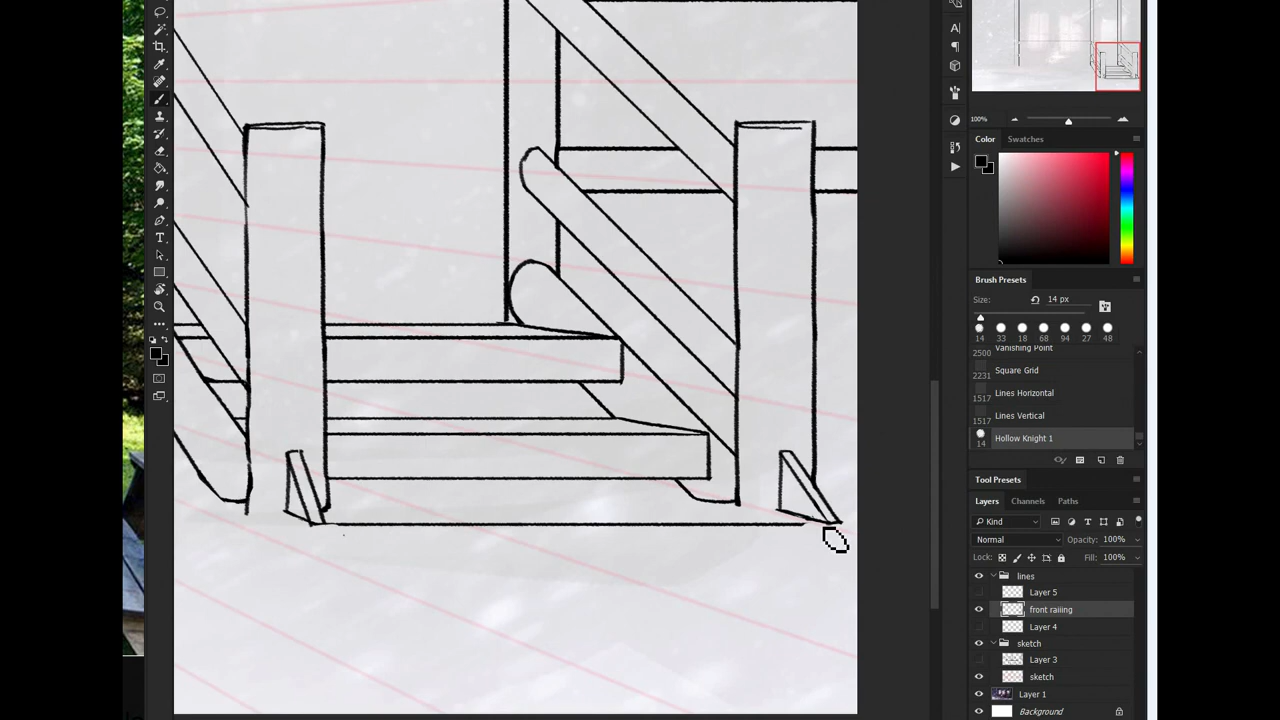 A|
T
100%
Color
Swatches
Brush Presets
Size:
14 px
14 33 18 68 94 27 48
Vanishing Point
2500
Square Grid
2231
Lines Horizontal
1517
Lines Vertical
1517
Hollow Knight 1
14
Tool Presets
Layers Channels Paths
Kind
Normal
Opacity: 100%
Lock:
Fill: 100%
lines
Layer 5
front raiiing
Layer 4
sketch
Layer 3
sketch
Layer 1
Background